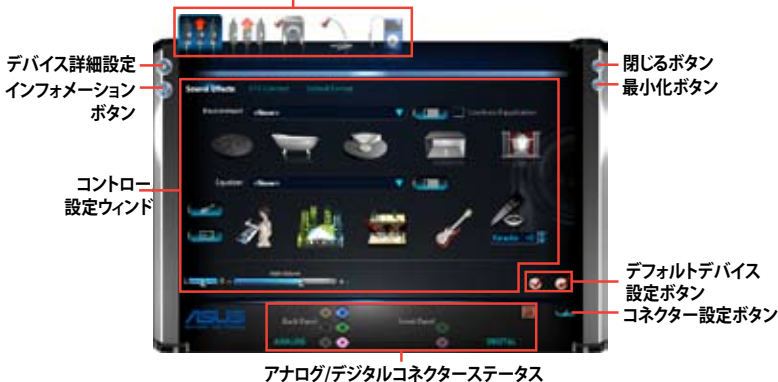 デバイス詳細設定
インフォメーション
ボタン
閉じるボタン
最小化ボタン
Sound Effects
Environment
<None>
コントロー
設定ウィンド
Equalizer
<None>
Karaoke
デフォルトデバイス
設定ボタン
コネクター設定ボタン
ASUS
Back Panel
Front Panel
ANALOG
DIGITAL
アナログ/デジタルコネクターステータス